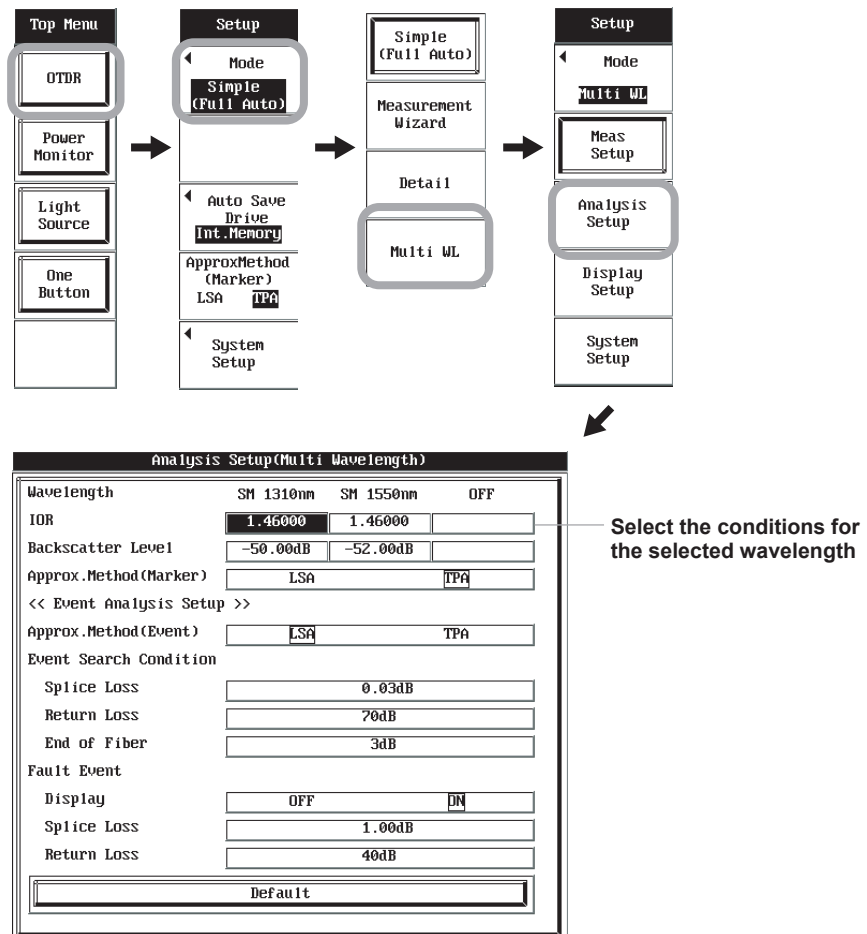 Top Menu
OTDR
Power
Monitor
Light
Source
One
Button
Setup
Mode
Simple
(Full Auto)
Auto Save
Drive
Int.Memory
ApproxMethod
(Marker)
LSA TPA
System
Setup
Simple
(Full Auto)
Measurement
Wizard
Detail
Multi WL
Setup
Mode
Multi WL
Meas
Setup
Analysis
Setup
Display
Setup
System
Setup
Analysis Setup(Multi Wavelength)
Wavelength SM 1310nm SM 1550nm OFF
IOR 1.46000 1.46000
Select the conditions for
the selected wavelength
Backscatter Level -50.00dB -52.00dB
Approx.Method(Marker) LSA TPA
<< Event Analysis Setup >>
Approx.Method(Event) LSA TPA
Event Search Condition
Splice Loss 0.03dB
Return Loss 70dB
End of Fiber 3dB
Fault Event
Display OFF ON
Splice Loss 1.00dB
Return Loss 40dB
Default